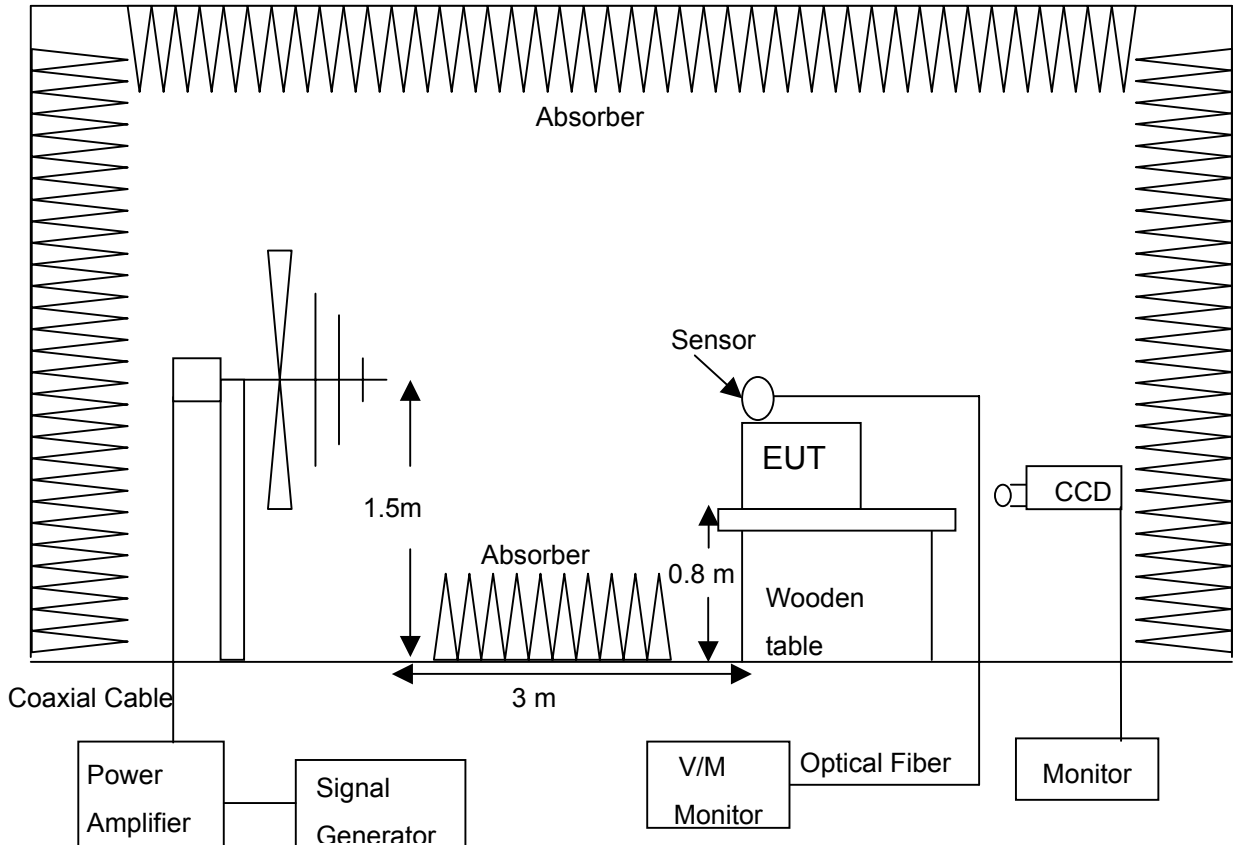 Absorber
Sensor
EUT
CCD
1.5m
Absorber
0.8 m
Wooden
table
3 m
Coaxial Cable
Power
Amplifier
Signal
Generator
V/M
Monitor
Optical Fiber
Monitor